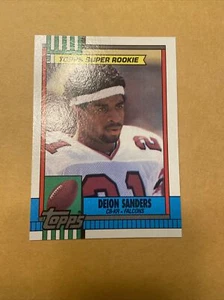 TOPPS SUPER ROOKIE
21
DEION SANDERS
CB-KR - FALCONS
TOPPS